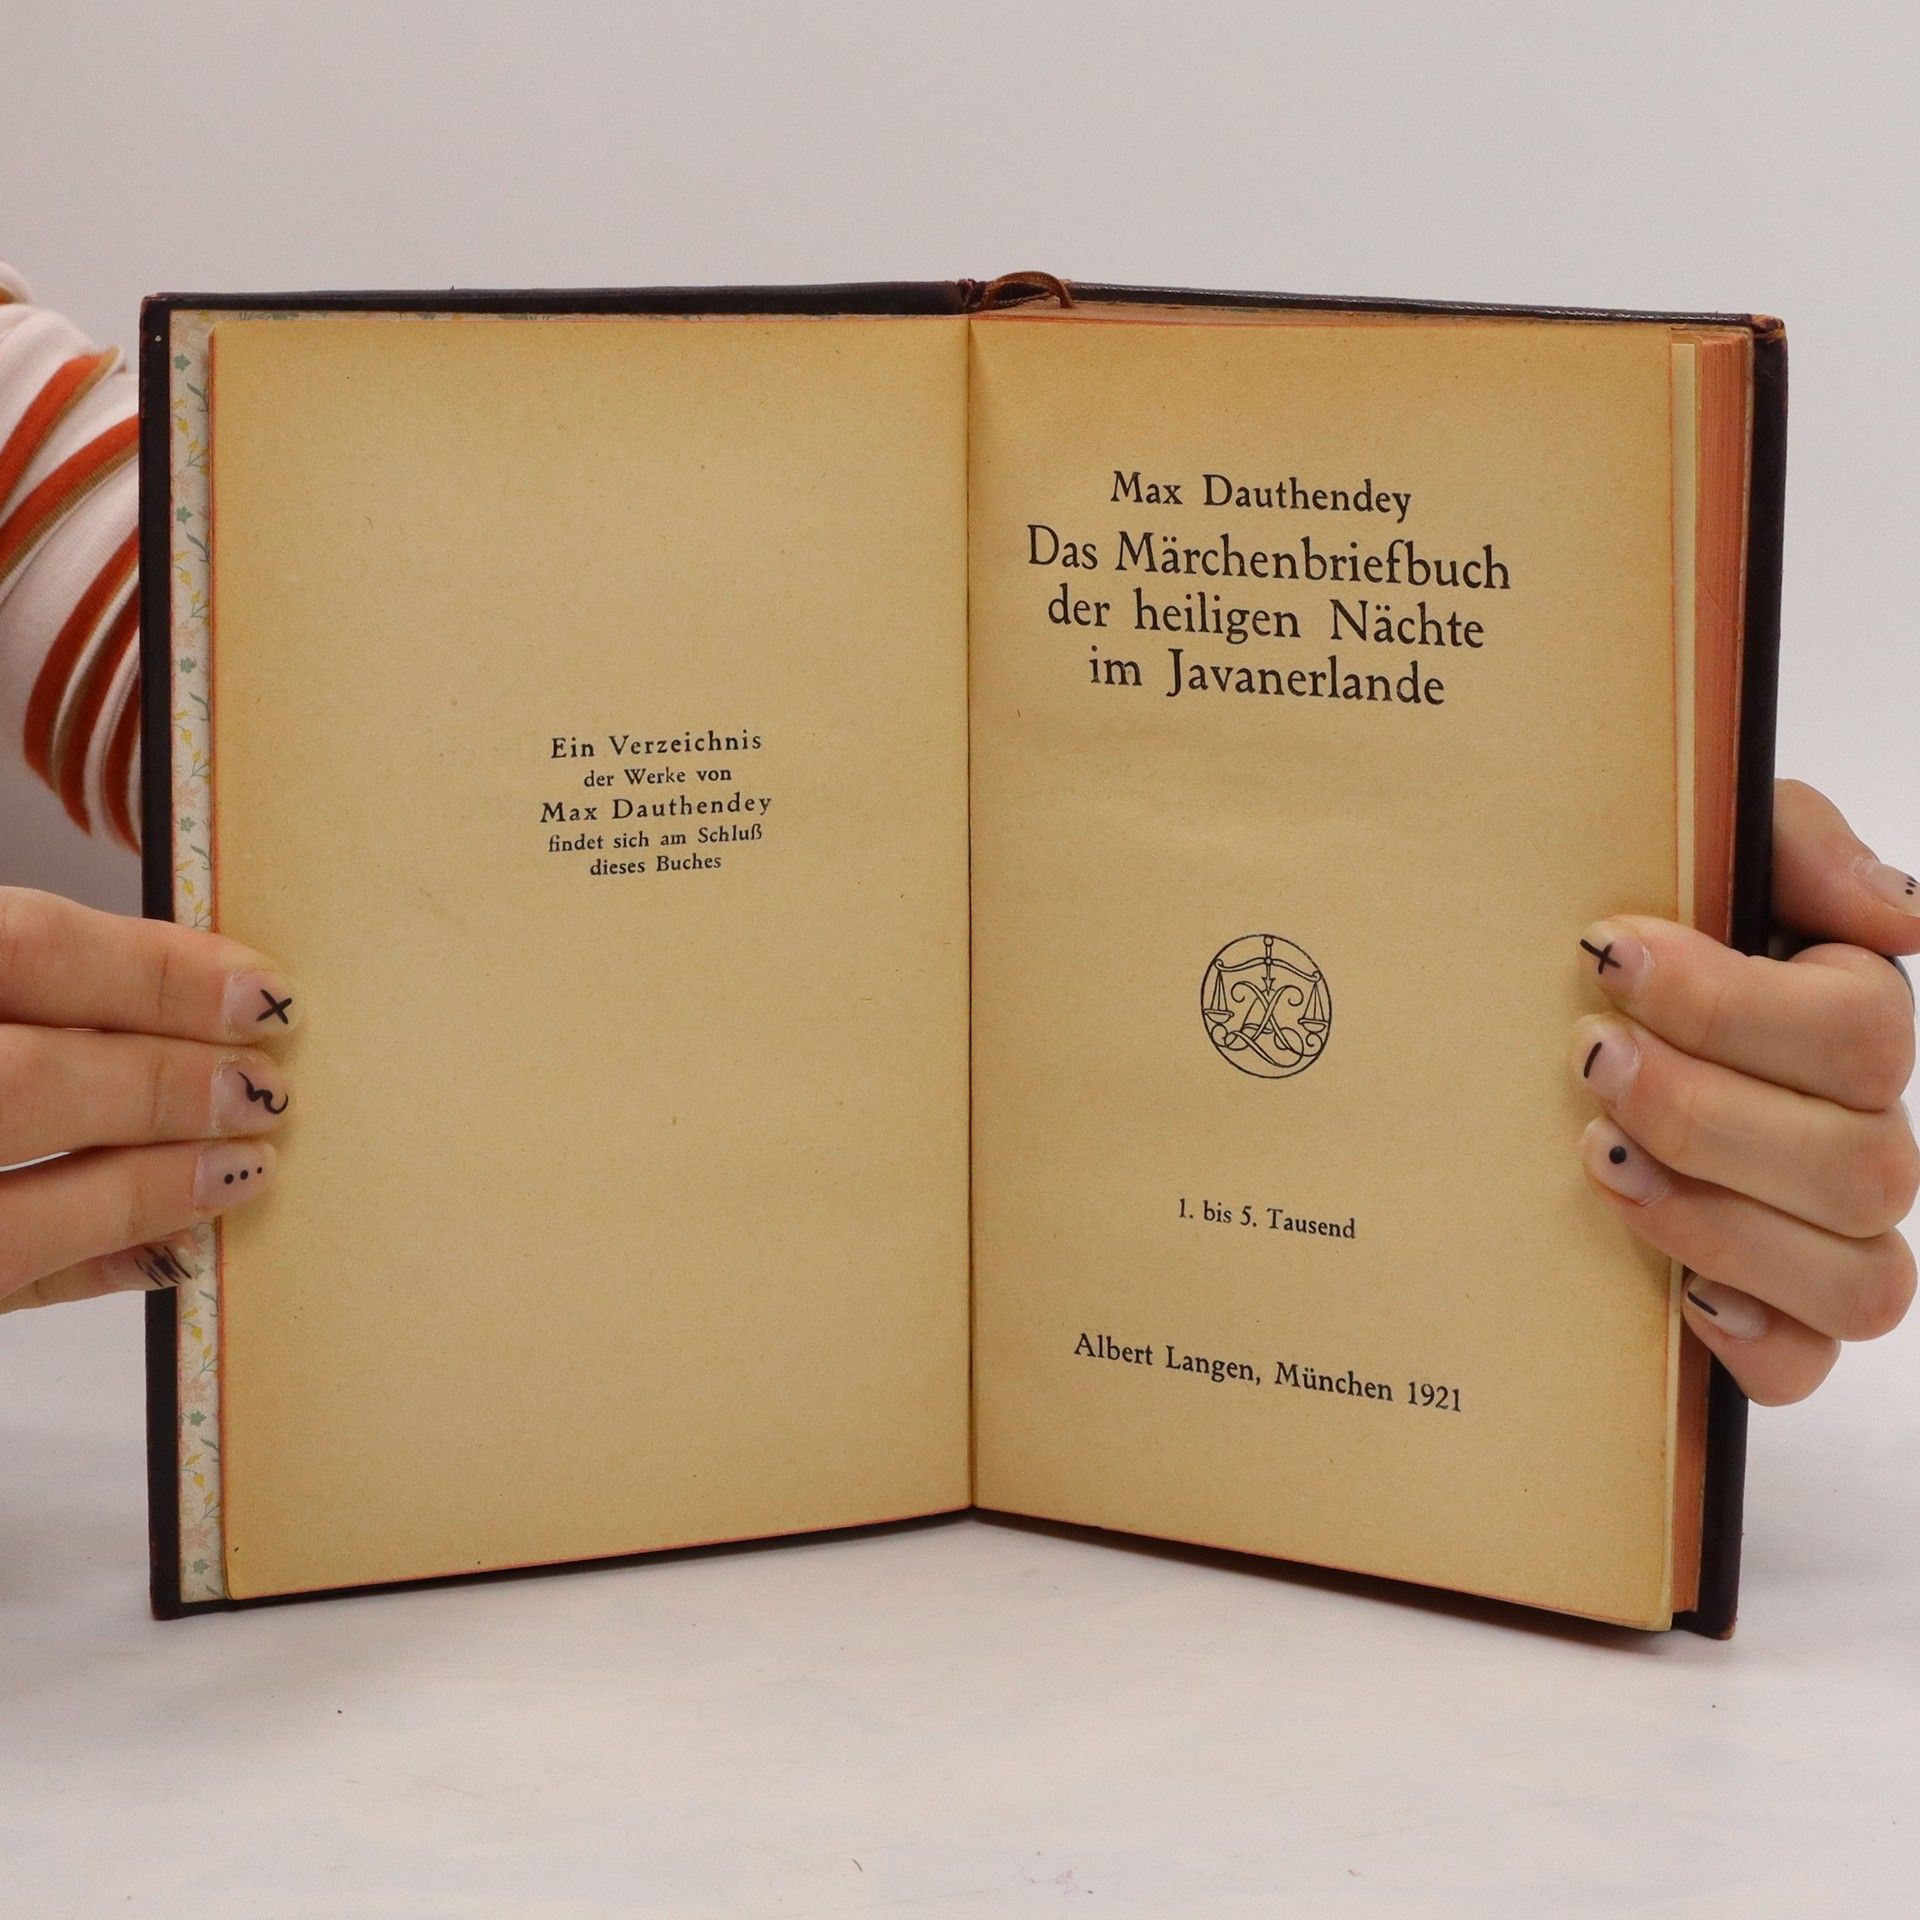 Ein Verzeichnis
der Werke von
Max Dauthendey
findet sich am Schluß
dieses Buches
Max Dauthendey
Das Märchenbriefbuch
der heiligen Nächte
im Javanerlande
1. bis 5. Tausend
Albert Langen, München 1921